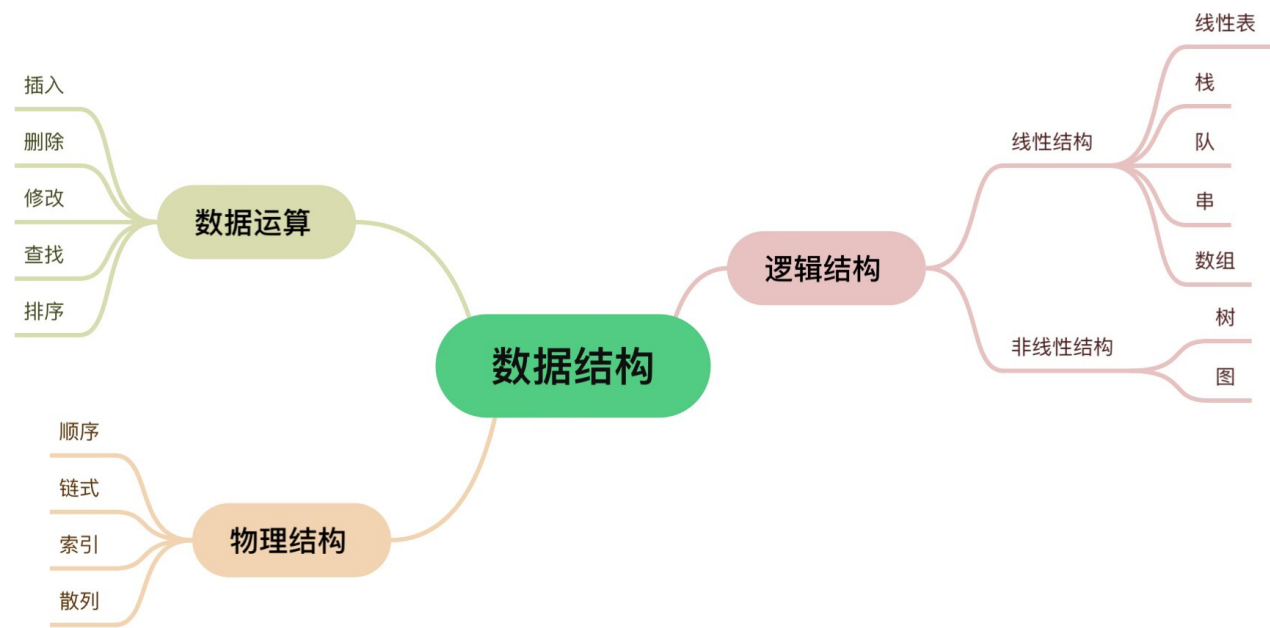 数据结构
逻辑结构
线性结构
线性表
栈
队
串
数组
非线性结构
树
图
数据运算
插入
删除
修改
查找
排序
物理结构
顺序
链式
索引
散列